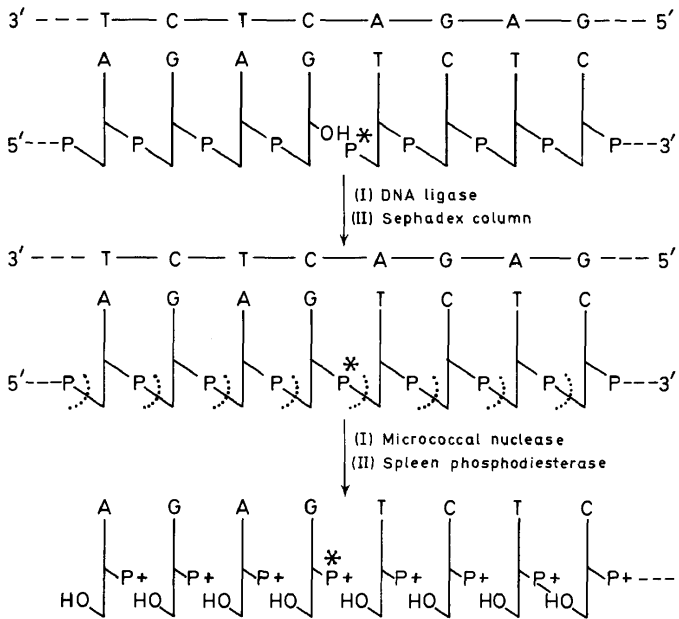 3′ --- T — C — T — C — A — G — A — G --- 5′
A G A G T C T C
5′ --- P P P P OH P* P P P P --- 3′
(I) DNA ligase
(II) Sephadex column
3′ --- T — C — T — C — A — G — A — G --- 5′
A G A G T C T C
5′ --- P P P P P* P P P P --- 3′
(I) Micrococcal nuclease
(II) Spleen phosphodiesterase
A G A G T C T C
P + P + P + P* + P + P + P + P + ---
HO HO HO HO HO HO HO HO